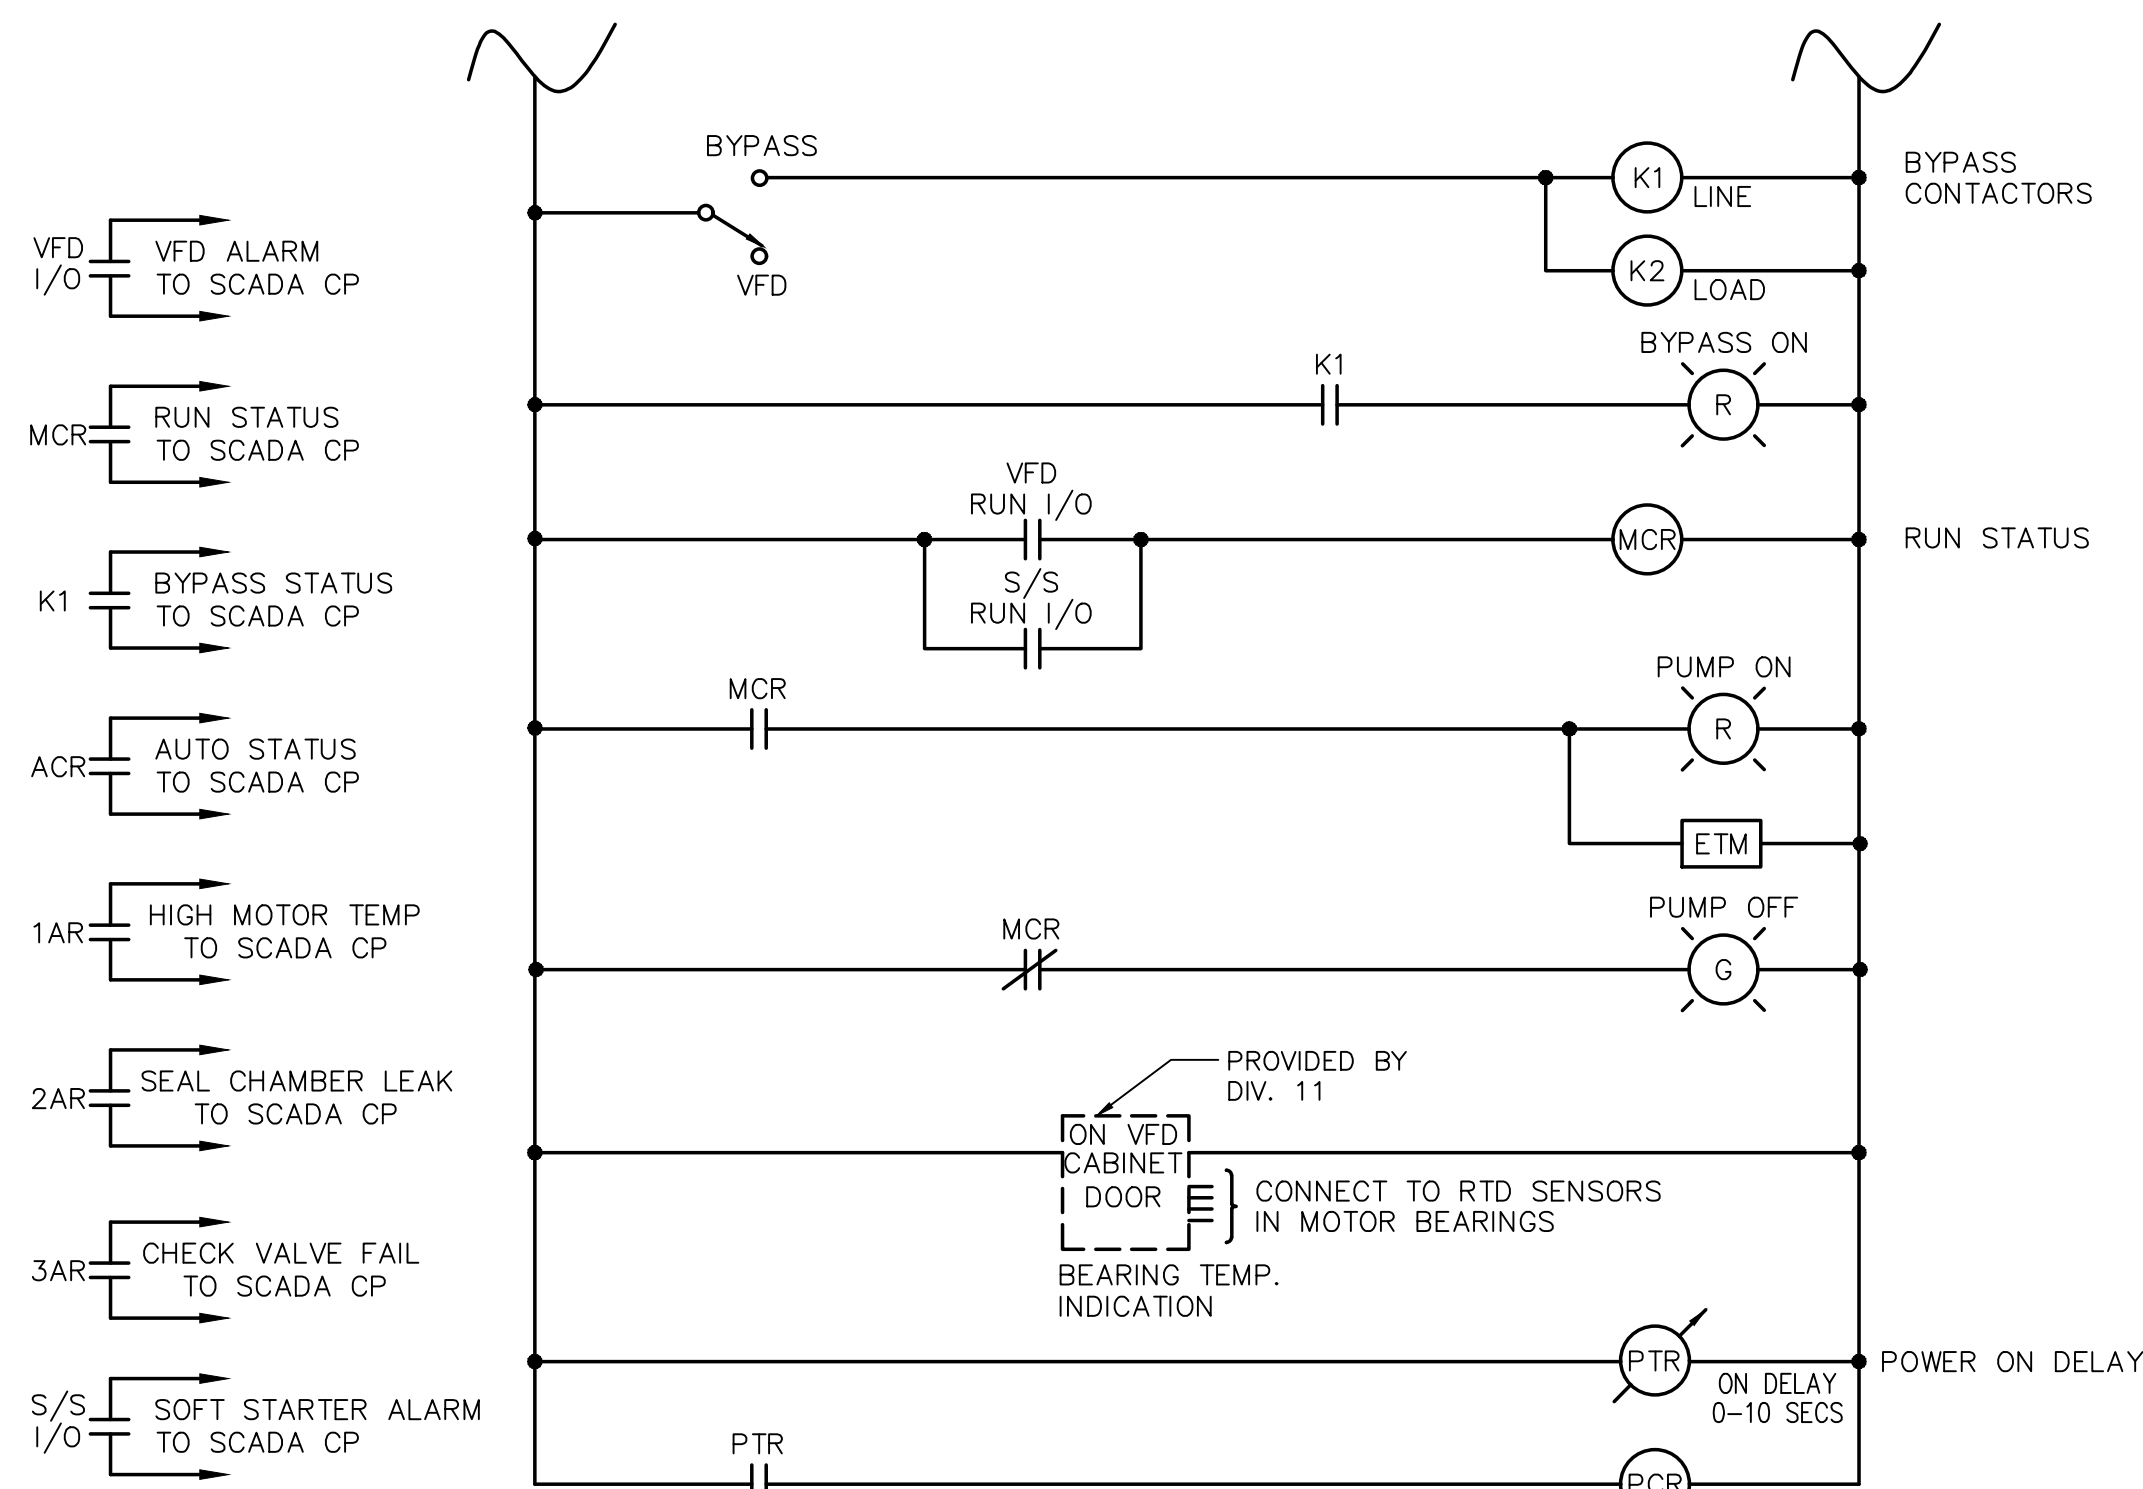 VFD
I/O
VFD ALARM
TO SCADA CP
MCR
RUN STATUS
TO SCADA CP
K1
BYPASS STATUS
TO SCADA CP
ACR
AUTO STATUS
TO SCADA CP
1AR
HIGH MOTOR TEMP
TO SCADA CP
2AR
SEAL CHAMBER LEAK
TO SCADA CP
3AR
CHECK VALVE FAIL
TO SCADA CP
S/S
I/O
SOFT STARTER ALARM
TO SCADA CP
BYPASS
VFD
K1
LINE
BYPASS
CONTACTORS
K2
LOAD
K1
BYPASS ON
R
VFD
RUN I/O
S/S
RUN I/O
MCR
RUN STATUS
MCR
PUMP ON
R
ETM
MCR
PUMP OFF
G
PROVIDED BY
DIV. 11
ON VFD
CABINET
DOOR
CONNECT TO RTD SENSORS
IN MOTOR BEARINGS
BEARING TEMP.
INDICATION
PTR
POWER ON DELAY
ON DELAY
0-10 SECS
PTR
PCR